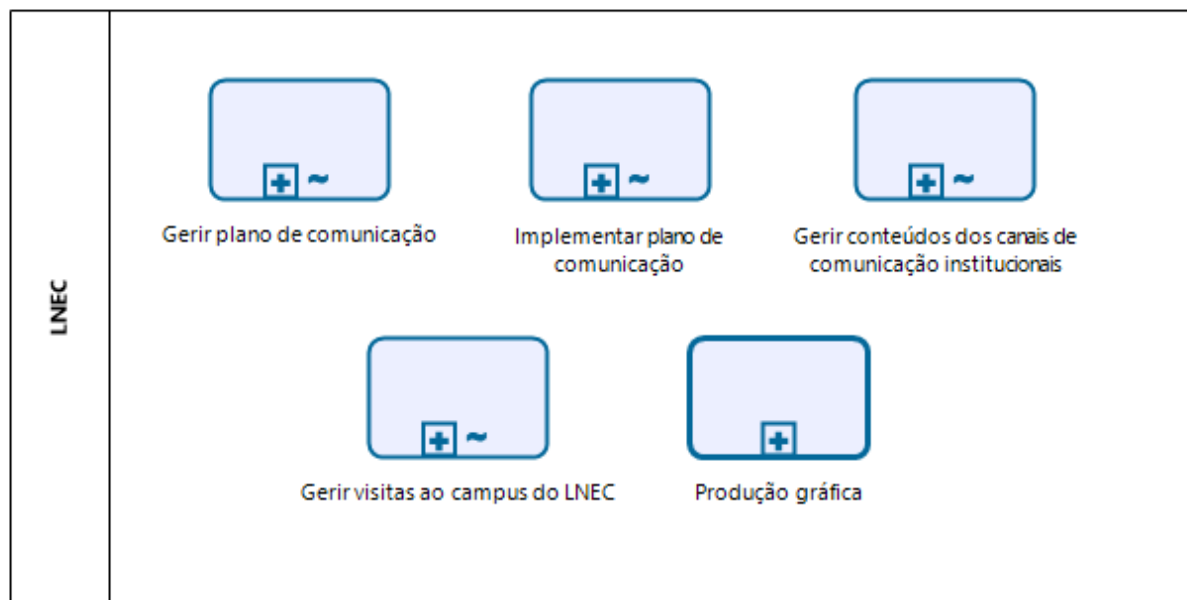 LNEC
Gerir plano de comunicação
Implementar plano de
comunicação
Gerir conteúdos dos canais de
comunicação institucionais
Gerir visitas ao campus do LNEC
Produção gráfica